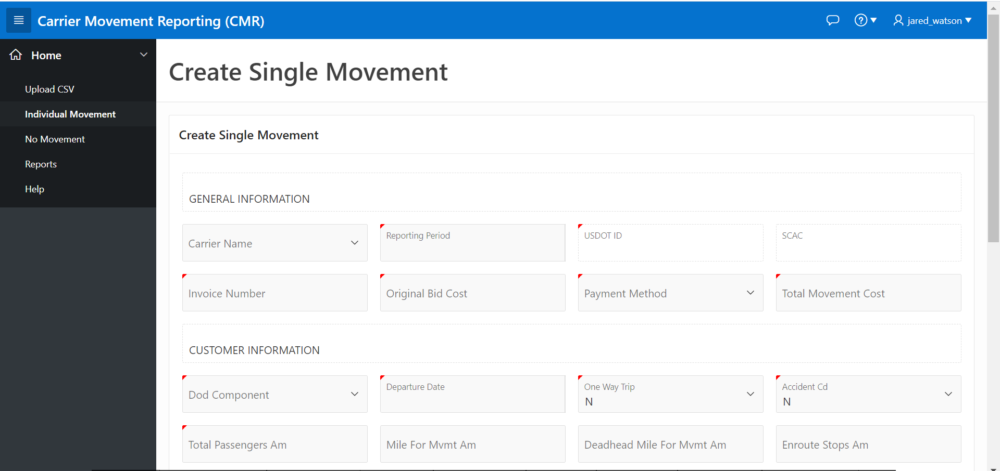 Carrier Movement Reporting (CMR)
jared_watson
Home
Upload CSV
Individual Movement
No Movement
Reports
Help
Create Single Movement
Create Single Movement
GENERAL INFORMATION
Carrier Name
Reporting Period
USDOT ID
SCAC
Invoice Number
Original Bid Cost
Payment Method
Total Movement Cost
CUSTOMER INFORMATION
Dod Component
Departure Date
One Way Trip
N
Accident Cd
N
Total Passengers Am
Mile For Mvmt Am
Deadhead Mile For Mvmt Am
Enroute Stops Am